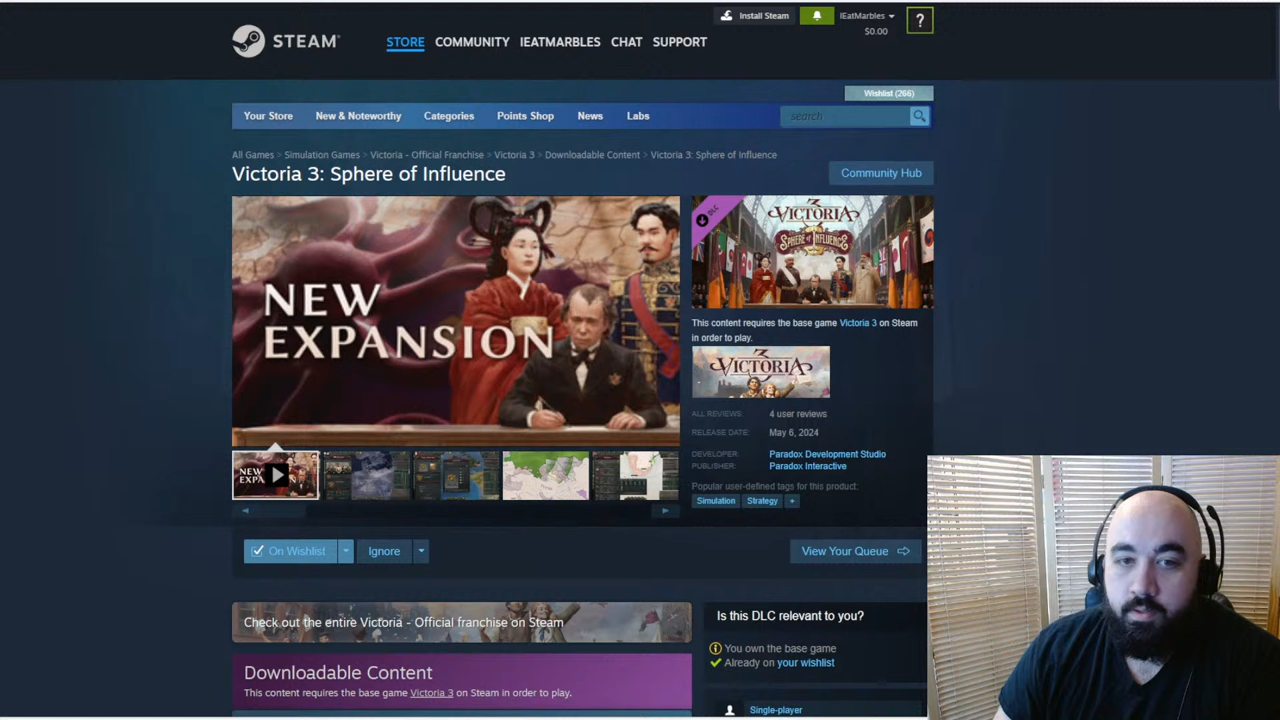 Install Steam
IEatMarbles
$0.00
?
STEAM®
STORE COMMUNITY IEATMARBLES CHAT SUPPORT
Wishlist (266)
Your Store New & Noteworthy Categories Points Shop News Labs
search
All Games > Simulation Games > Victoria - Official Franchise > Victoria 3 > Downloadable Content > Victoria 3: Sphere of Influence
Victoria 3: Sphere of Influence
Community Hub
NEW
EXPANSION
DLC
VICTORIA
3
SPHERE OF INFLUENCE
This content requires the base game Victoria 3 on Steam
in order to play.
3
VICTORIA
ALL REVIEWS: 4 user reviews
RELEASE DATE: May 6, 2024
DEVELOPER: Paradox Development Studio
PUBLISHER: Paradox Interactive
Popular user-defined tags for this product:
Simulation Strategy +
NEW
EXPA
On Wishlist
Ignore
View Your Queue
Check out the entire Victoria - Official franchise on Steam
Is this DLC relevant to you?
You own the base game
Already on your wishlist
Downloadable Content
This content requires the base game Victoria 3 on Steam in order to play.
Single-player